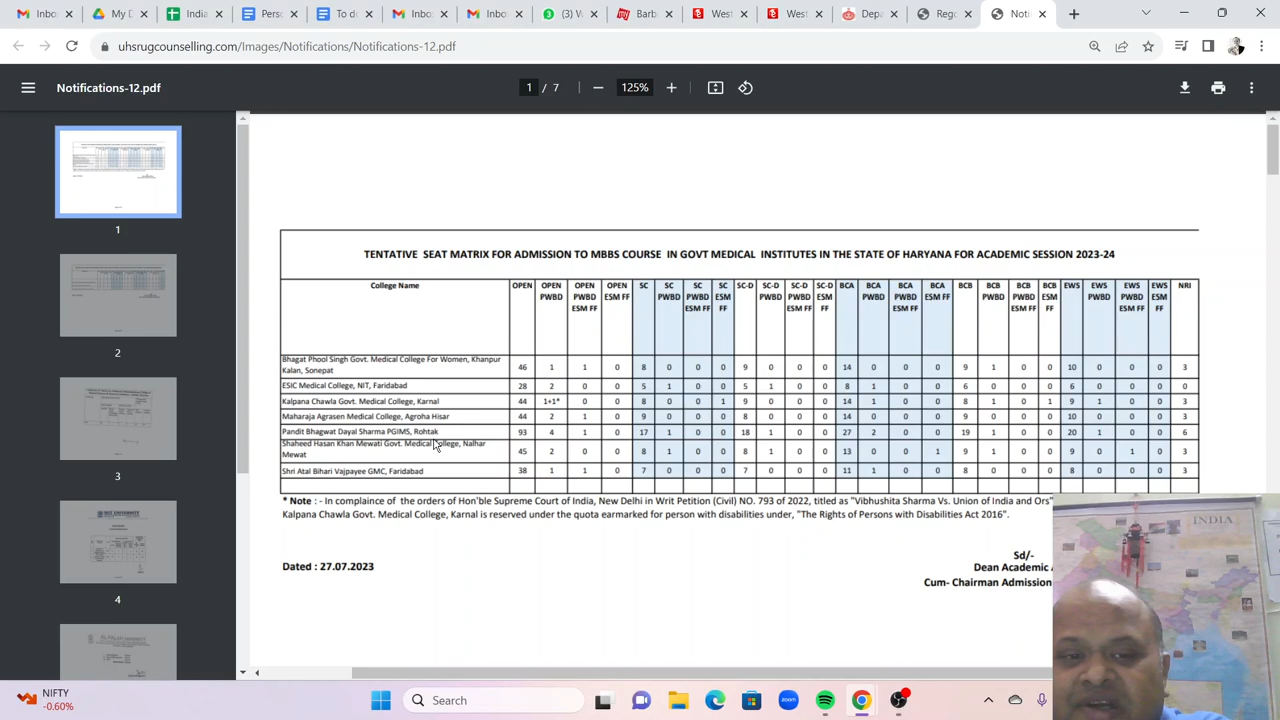 Inbo
My D
India
Perso
To do
Inbo
Inbo
(3) V
Barb
West
West
Depa
Rego
Noti
uhsrugcounselling.com/Images/Notifications/Notifications-12.pdf
Notifications-12.pdf
1 / 7
125%
1
2
3
4
TENTATIVE SEAT MATRIX FOR ADMISSION TO MBBS COURSE IN GOVT MEDICAL INSTITUTES IN THE STATE OF HARYANA FOR ACADEMIC SESSION 2023-24
College Name OPEN OPEN PWBD OPEN PWBD ESM FF OPEN ESM FF SC SC PWBD SC PWBD ESM FF SC ESM FF SC-D SC-D PWBD SC-D PWBD ESM FF SC-D ESM FF BCA BCA PWBD BCA PWBD ESM FF BCA ESM FF BCB BCB PWBD BCB PWBD ESM FF BCB ESM FF EWS EWS PWBD EWS PWBD ESM FF EWS ESM FF NRI
Bhagat Phool Singh Govt. Medical College For Women, Khanpur
Kalan, Sonepat 46 1 1 0 8 0 0 0 9 0 0 0 14 0 0 0 9 1 0 0 10 0 0 0 3
ESIC Medical College, NIT, Faridabad 28 2 0 0 5 1 0 0 5 1 0 0 8 1 0 0 6 0 0 0 6 0 0 0 0
Kalpana Chawla Govt. Medical College, Karnal 44 1+1* 0 0 8 0 0 1 9 0 0 0 14 1 0 0 8 1 0 1 9 1 0 0 3
Maharaja Agrasen Medical College, Agroha Hisar 44 2 1 0 9 0 0 0 8 0 0 0 14 0 0 0 9 0 0 0 10 0 0 0 3
Pandit Bhagwat Dayal Sharma PGIMS, Rohtak 93 4 1 0 17 1 0 0 18 1 0 0 27 2 0 0 19 1 0 0 20 1 0 0 6
Shaheed Hasan Khan Mewati Govt. Medical College, Nalhar
Mewat 45 2 0 0 8 1 0 0 8 1 0 0 13 0 0 1 9 0 0 0 9 0 1 0 3
Shri Atal Bihari Vajpayee GMC, Faridabad 38 1 1 0 7 0 0 0 7 0 0 0 11 1 0 0 8 0 0 0 8 0 0 0 3
* Note : - In complaince of the orders of Hon'ble Supreme Court of India, New Delhi in Writ Petition (Civil) NO. 793 of 2022, titled as "Vibhushita Sharma Vs. Union of India and Ors"
Kalpana Chawla Govt. Medical College, Karnal is reserved under the quota earmarked for person with disabilities under, "The Rights of Persons with Disabilities Act 2016".
Sd/-
Dated : 27.07.2023
Dean Academic A
Cum- Chairman Admission
INDIA
NIFTY
-0.60%
Search
zoom